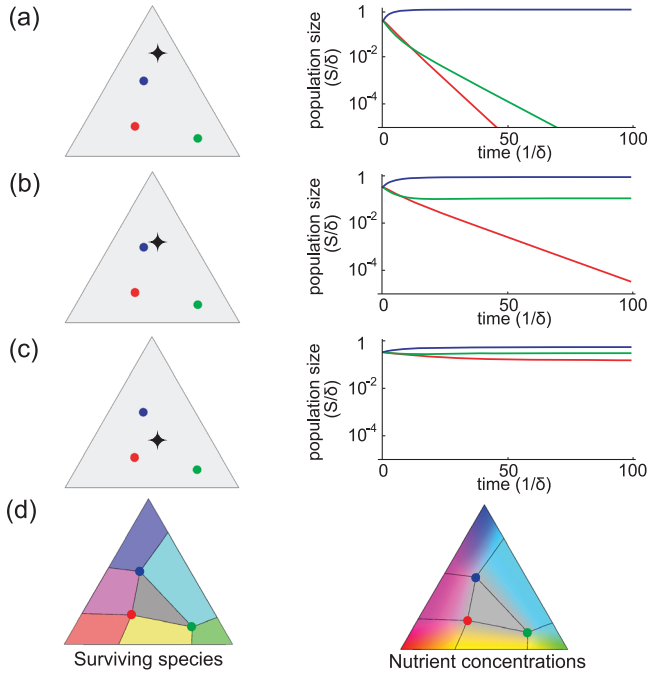 (a)
population size
(S/δ)
1
10-2
10-4
0
50
100
time (1/δ)
(b)
population size
(S/δ)
1
10-2
10-4
0
50
100
time (1/δ)
(c)
population size
(S/δ)
1
10-2
10-4
0
50
100
time (1/δ)
(d)
Surviving species
Nutrient concentrations